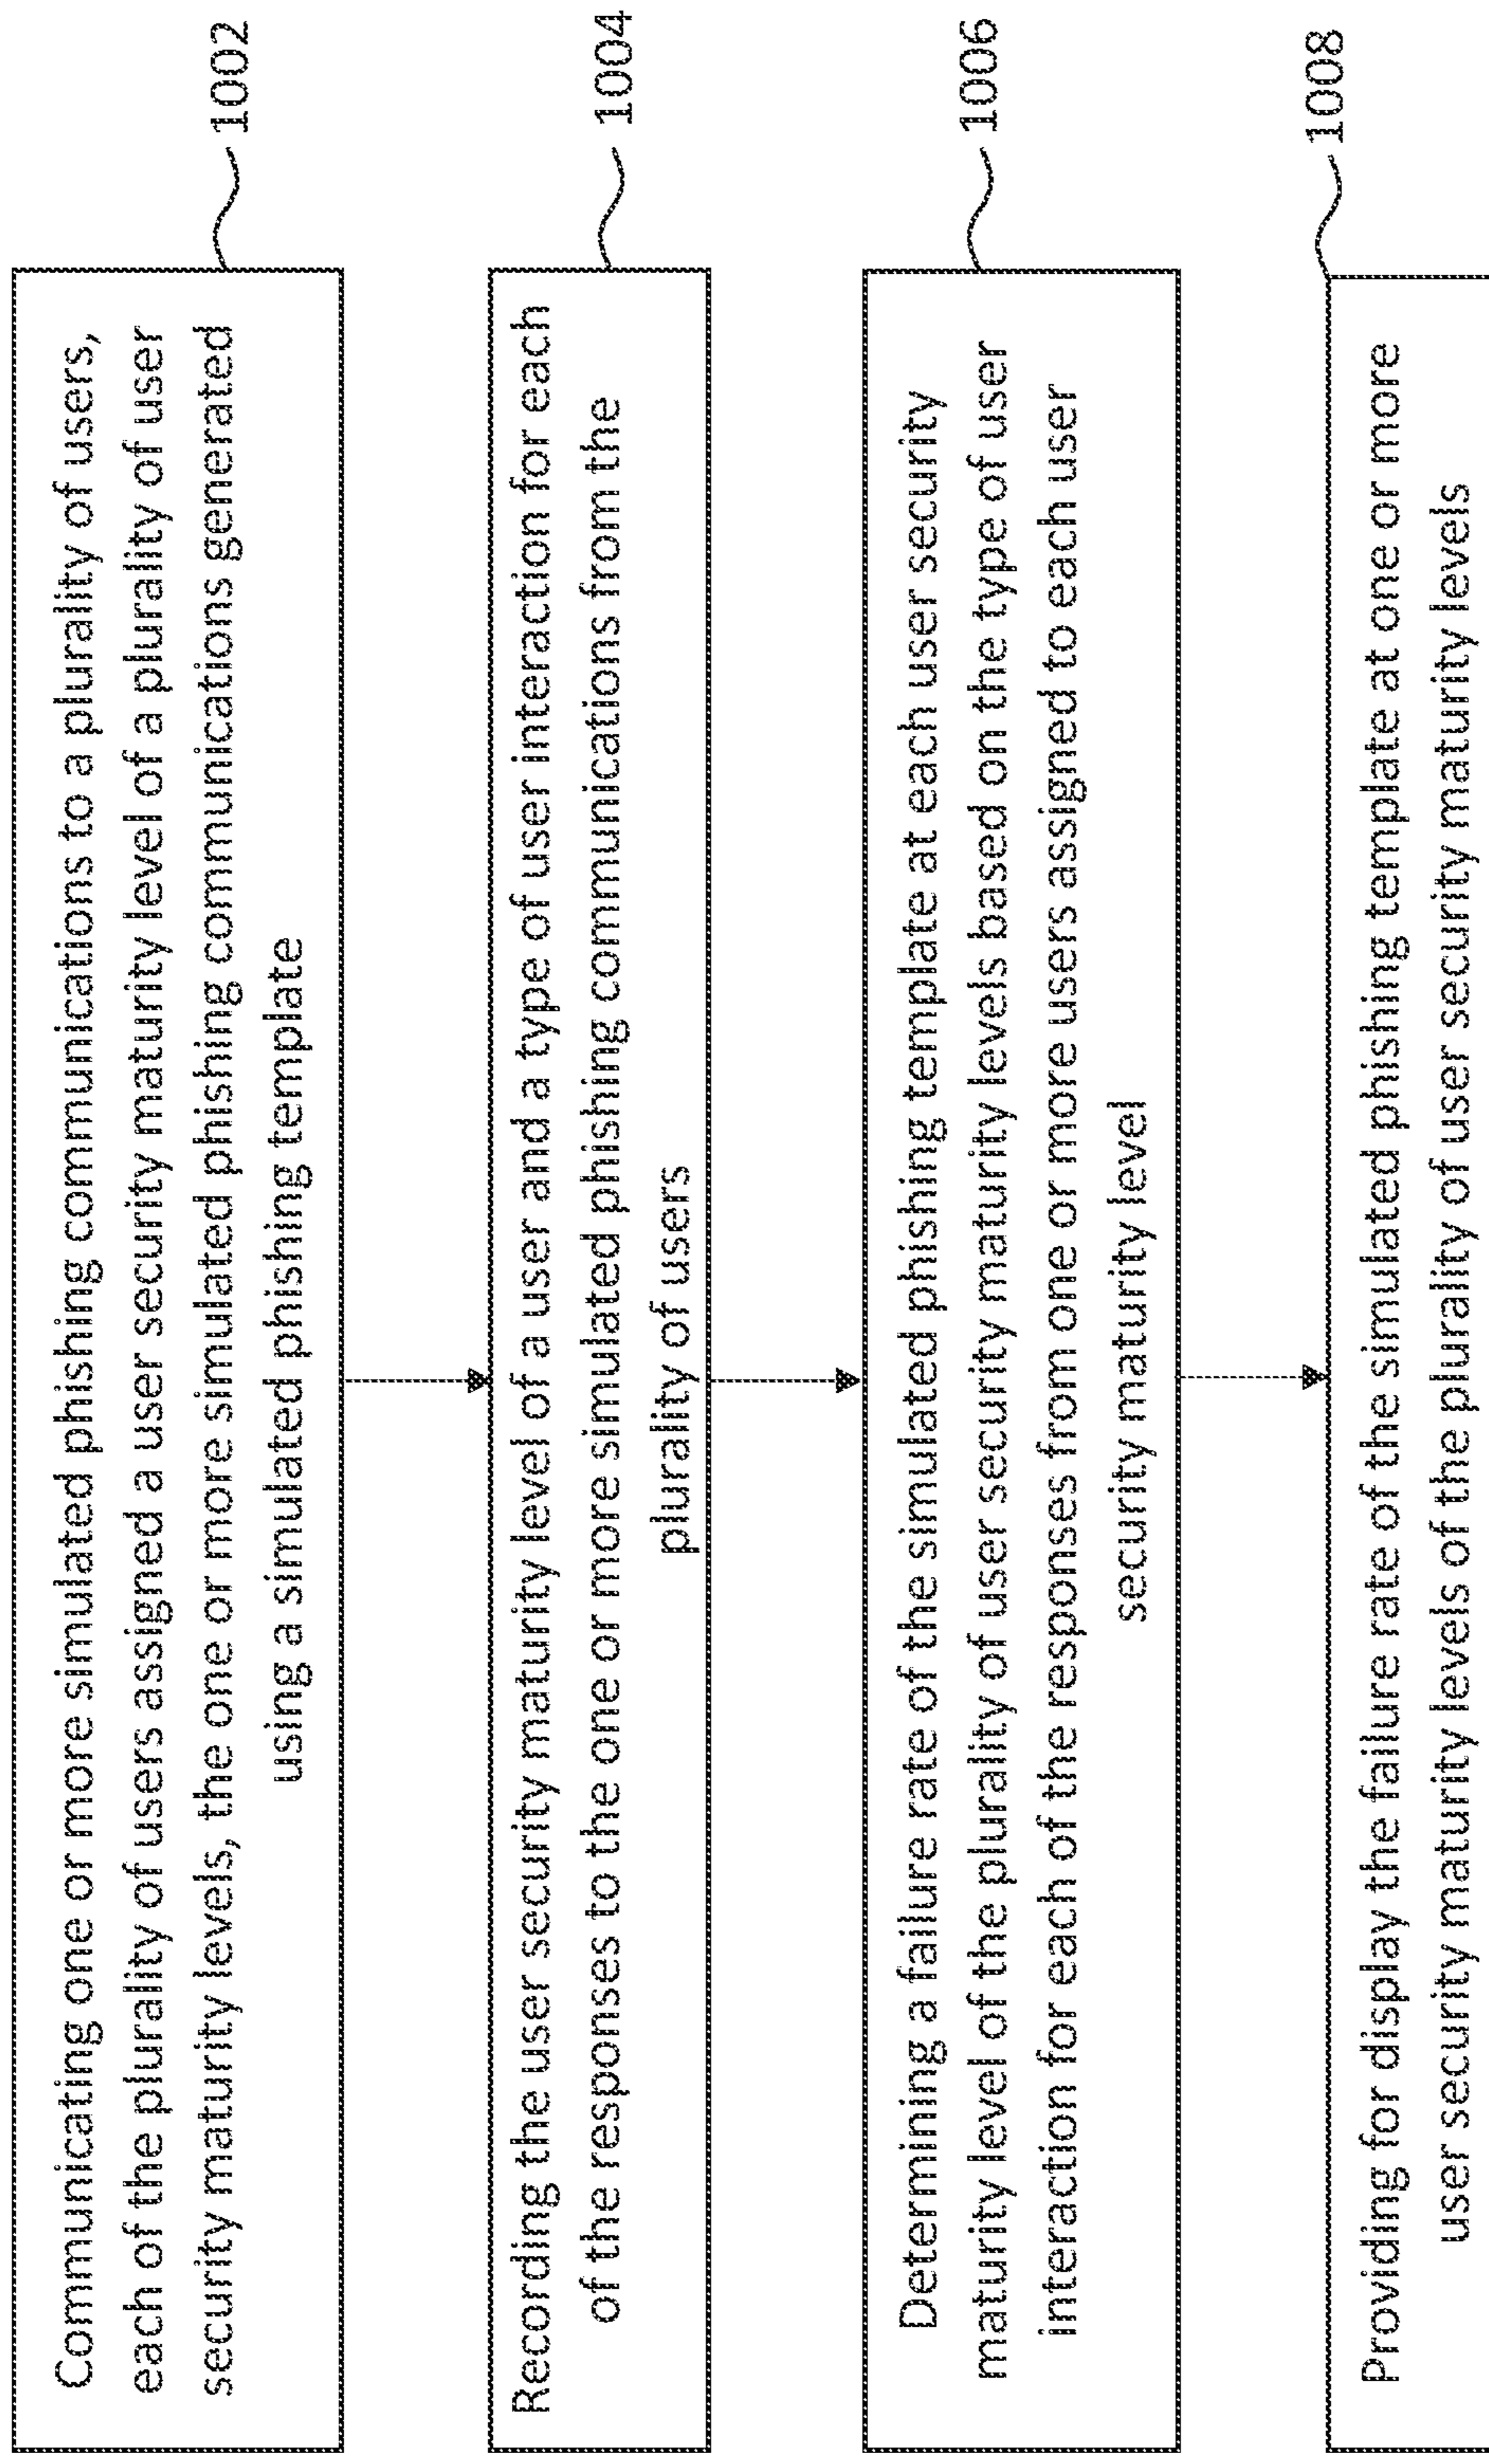 Communicating one or more simulated phishing communications to a plurality of users,
each of the plurality of users assigned a user security maturity level of a plurality of user
security maturity levels, the one or more simulated phishing communications generated
using a simulated phishing template
1002
Recording the user security maturity level of a user and a type of user interaction for each
of the responses to the one or more simulated phishing communications from the
plurality of users
1004
Determining a failure rate of the simulated phishing template at each user security
maturity level of the plurality of user security maturity levels based on the type of user
interaction for each of the responses from one or more users assigned to each user
security maturity level
1006
Providing for display the failure rate of the simulated phishing template at one or more
user security maturity levels of the plurality of user security maturity levels
1008